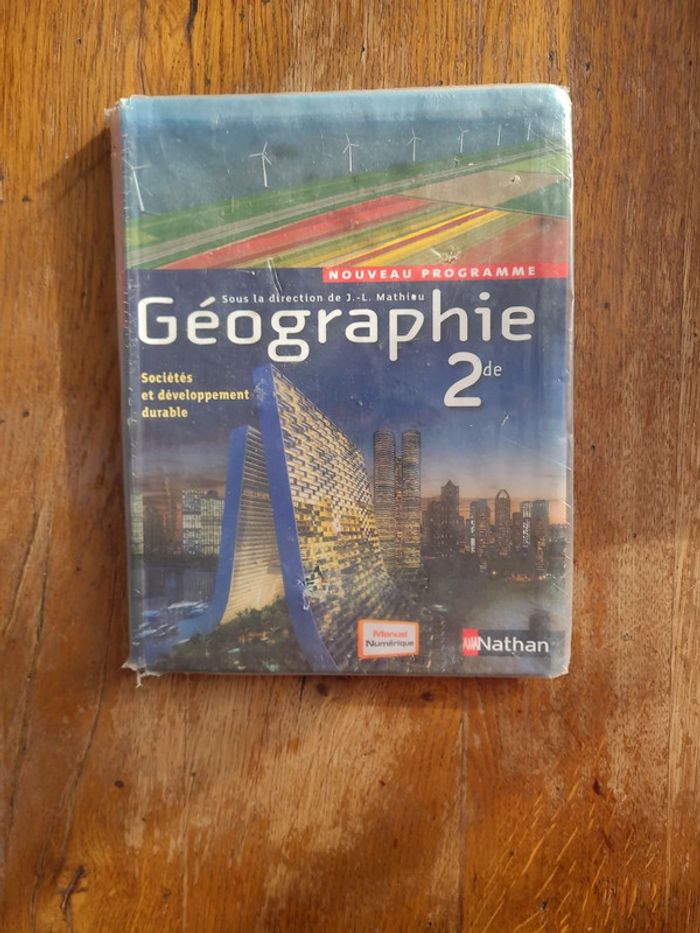 NOUVEAU PROGRAMME
Sous la direction de J.-L. Mathieu
Géographie
2de
Sociétés
et développement
durable
Manuel
Numérique
Nathan